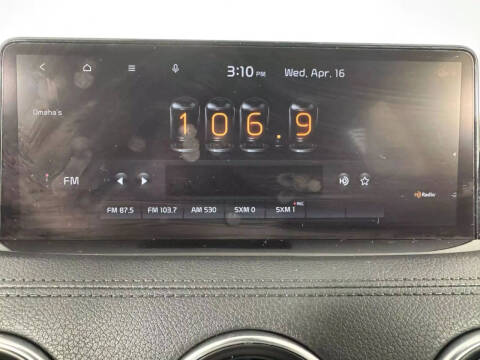 3:10 PM Wed, Apr. 16
Omaha's
106.9
FM
HD Radio
FM 87.5 FM 103.7 AM 530 SXM 0 SXM 1